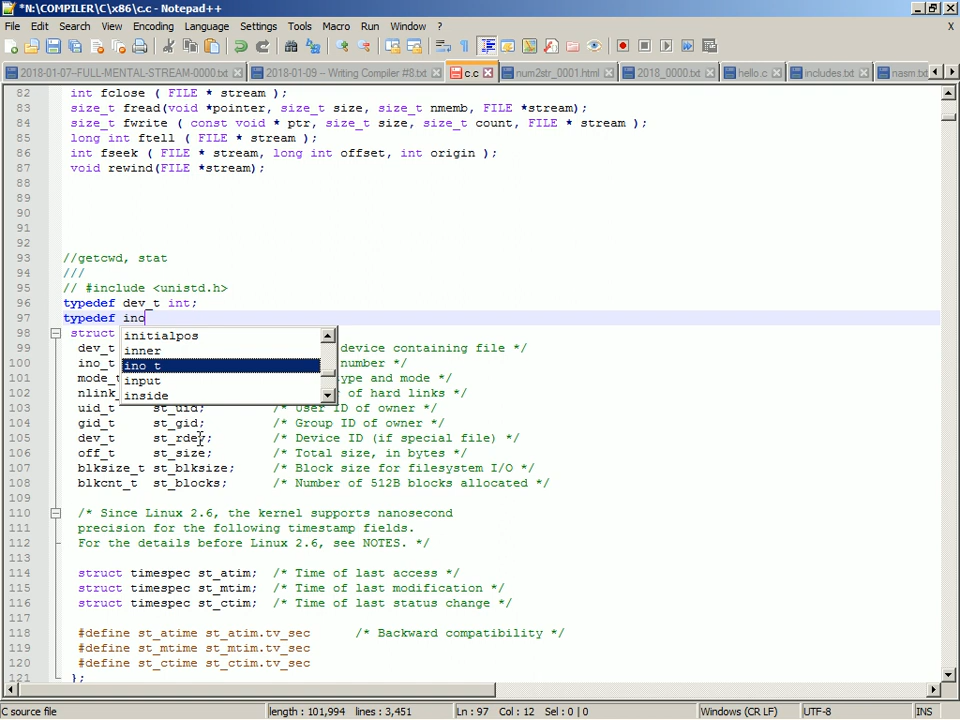 *N:\COMPILER\C\x86\c.c - Notepad++
File Edit Search View Encoding Language Settings Tools Macro Run Window ? X
2018-01-07-FULL-MENTAL-STREAM-0000.txt 2018-01-09 – Writing Compiler #8.txt c.c num2str_0001.html 2018_0000.txt hello.c includes.txt nasm.
82 int fclose ( FILE * stream );
83 size_t fread(void *pointer, size_t size, size_t nmemb, FILE *stream);
84 size_t fwrite ( const void * ptr, size_t size, size_t count, FILE * stream );
85 long int ftell ( FILE * stream );
86 int fseek ( FILE * stream, long int offset, int origin );
87 void rewind(FILE *stream);
88
89
90
91
92
93 //getcwd, stat
94 ///
95 // #include <unistd.h>
96 typedef dev_t int;
97 typedef ino
98 struct
initialpos
inner
ino_t
input
inside
99 dev_t device containing file */
100 ino_t number */
101 mode_t ype and mode */
102 nlink_ of hard links */
103 uid_t st_uid; /* User ID of owner */
104 gid_t st_gid; /* Group ID of owner */
105 dev_t st_rdev; /* Device ID (if special file) */
106 off_t st_size; /* Total size, in bytes */
107 blksize_t st_blksize; /* Block size for filesystem I/O */
108 blkcnt_t st_blocks; /* Number of 512B blocks allocated */
109
110 /* Since Linux 2.6, the kernel supports nanosecond
111 precision for the following timestamp fields.
112 For the details before Linux 2.6, see NOTES. */
113
114 struct timespec st_atim; /* Time of last access */
115 struct timespec st_mtim; /* Time of last modification */
116 struct timespec st_ctim; /* Time of last status change */
117
118 #define st_atime st_atim.tv_sec /* Backward compatibility */
119 #define st_mtime st_mtim.tv_sec
120 #define st_ctime st_ctim.tv_sec
121 };
C source file length : 101,994 lines : 3,451 Ln : 97 Col : 12 Sel : 0 | 0 Windows (CR LF) UTF-8 INS